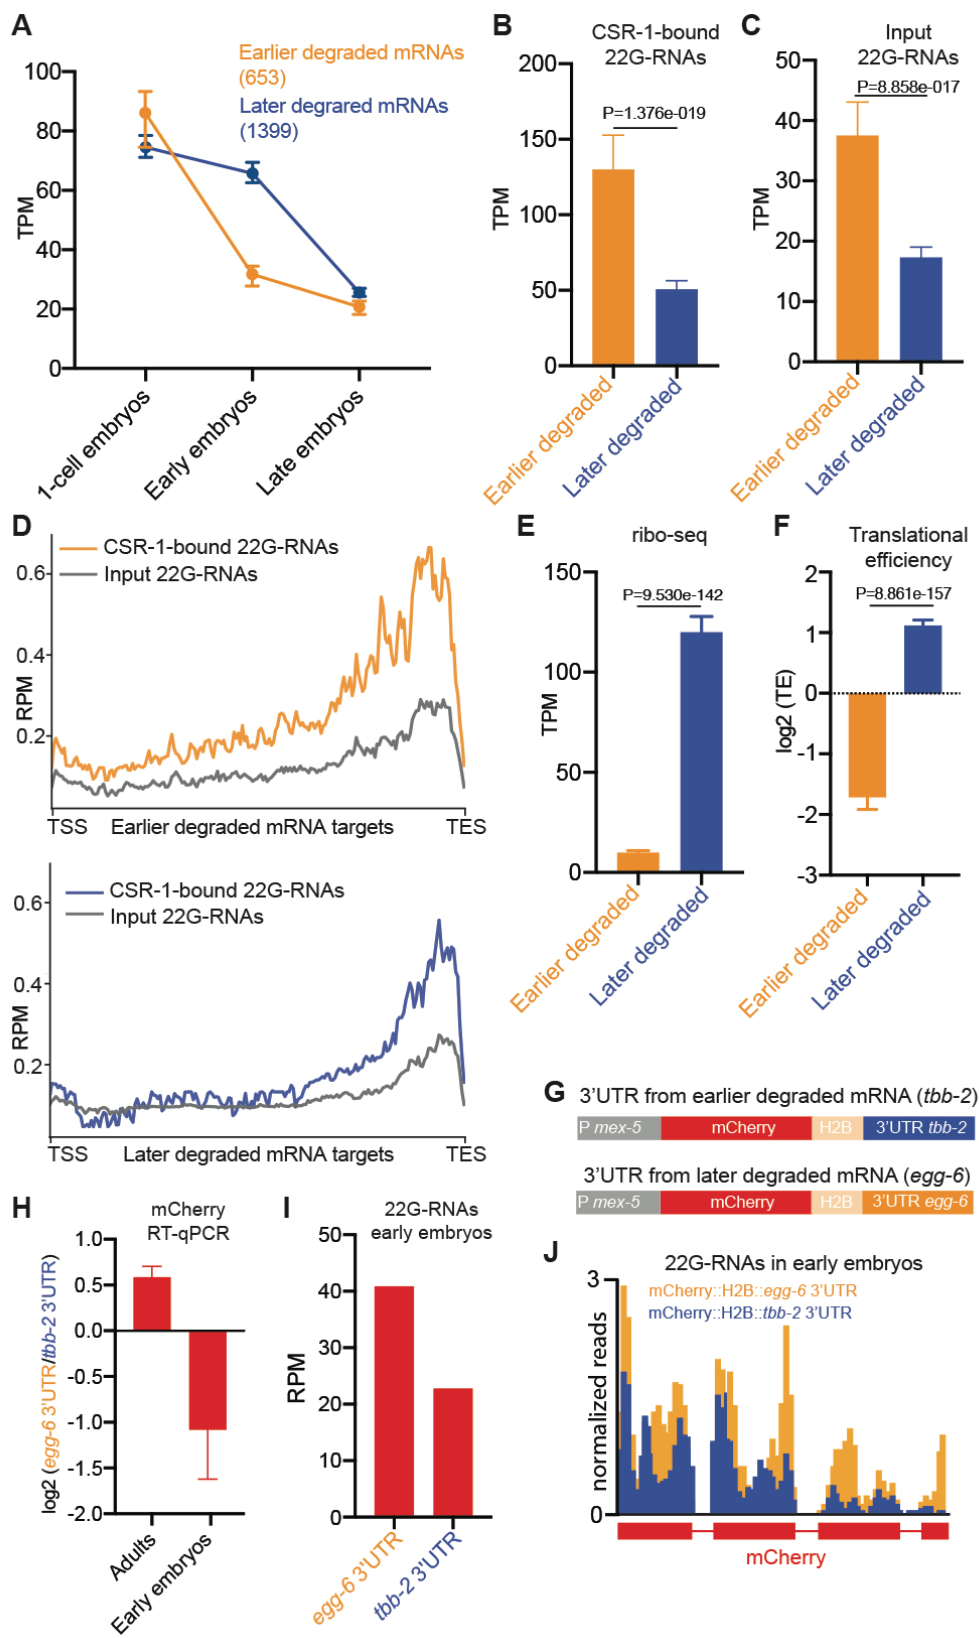 A
Earlier degraded mRNAs
(653)
Later degrared mRNAs
(1399)
100
80
60
40
20
0
TPM
1-cell embryos
Early embryos
Late embryos
B
CSR-1-bound
22G-RNAs
200
150
100
50
0
TPM
P=1.376e-019
Earlier degraded
Later degraded
C
Input
22G-RNAs
50
40
30
20
10
0
TPM
P=8.858e-017
Earlier degraded
Later degraded
D
CSR-1-bound 22G-RNAs
Input 22G-RNAs
0.6
0.4
0.2
RPM
TSS Earlier degraded mRNA targets TES
CSR-1-bound 22G-RNAs
Input 22G-RNAs
0.6
0.4
0.2
RPM
TSS Later degraded mRNA targets TES
E
ribo-seq
150
100
50
0
TPM
P=9.530e-142
Earlier degraded
Later degraded
F
Translational
efficiency
2
1
0
-1
-2
-3
log2 (TE)
P=8.861e-157
Earlier degraded
Later degraded
G
3'UTR from earlier degraded mRNA (tbb-2)
P mex-5 mCherry H2B 3'UTR tbb-2
3'UTR from later degraded mRNA (egg-6)
P mex-5 mCherry H2B 3'UTR egg-6
H
mCherry
RT-qPCR
1.0
0.5
0.0
-0.5
-1.0
-1.5
-2.0
log2 (egg-6 3'UTR/tbb-2 3'UTR)
Adults
Early embryos
I
22G-RNAs
early embryos
50
40
30
20
10
0
RPM
egg-6 3'UTR
tbb-2 3'UTR
J
22G-RNAs in early embryos
mCherry::H2B::egg-6 3'UTR
mCherry::H2B::tbb-2 3'UTR
3
0
normalized reads
mCherry